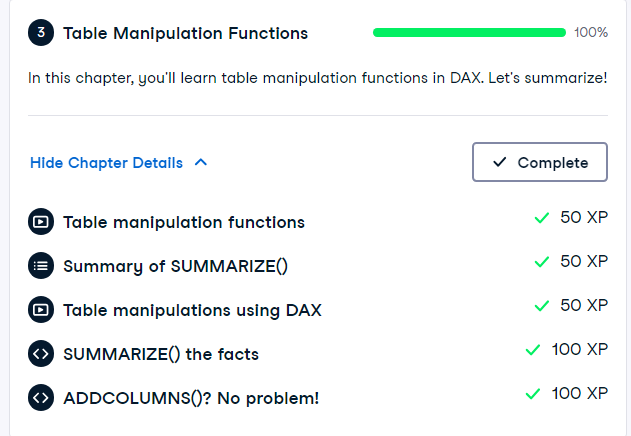 3 Table Manipulation Functions 100%
In this chapter, you'll learn table manipulation functions in DAX. Let's summarize!
Hide Chapter Details Complete
Table manipulation functions 50 XP
Summary of SUMMARIZE() 50 XP
Table manipulations using DAX 50 XP
SUMMARIZE() the facts 100 XP
ADDCOLUMNS()? No problem! 100 XP